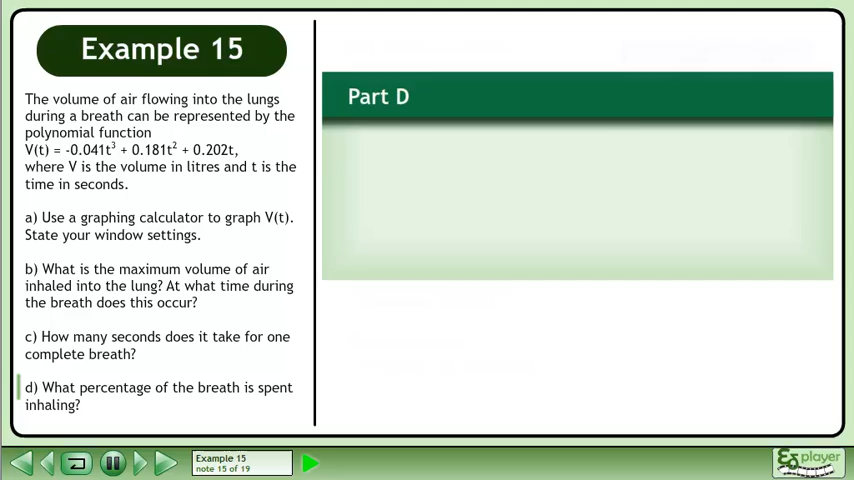 Example 15
The volume of air flowing into the lungs
during a breath can be represented by the
polynomial function
V(t) = -0.041t³ + 0.181t² + 0.202t,
where V is the volume in litres and t is the
time in seconds.
a) Use a graphing calculator to graph V(t).
State your window settings.
b) What is the maximum volume of air
inhaled into the lung? At what time during
the breath does this occur?
c) How many seconds does it take for one
complete breath?
d) What percentage of the breath is spent
inhaling?
Part D
Example 15
note 15 of 19
player